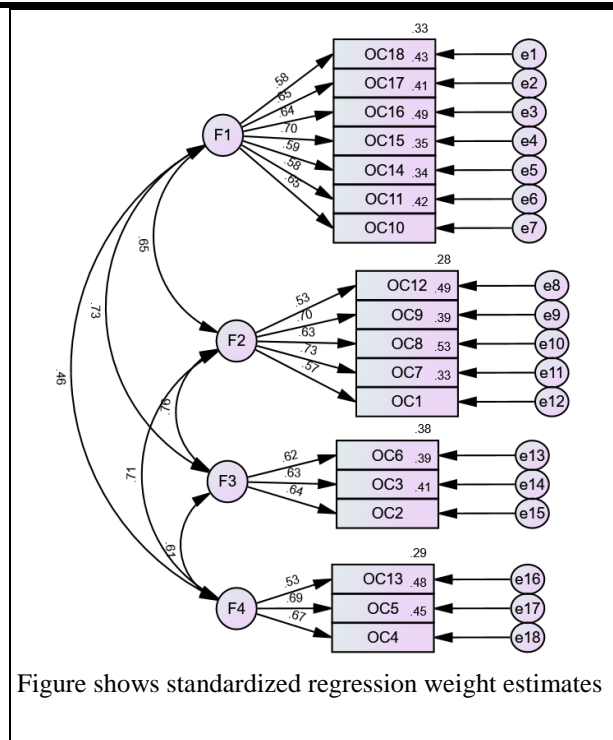 .33
.58 OC18 .43 e1
.65 OC17 .41 e2
.64 OC16 .49 e3
F1 .70 OC15 .35 e4
.59 OC14 .34 e5
.58 OC11 .42 e6
.65 OC10 e7
.65
.28
.53 OC12 .49 e8
.70 OC9 .39 e9
.73
F2 .63 OC8 .53 e10
.73 OC7 .33 e11
.46
.57 OC1 e12
.76
.38
.62 OC6 .39 e13
.71
F3 .63 OC3 .41 e14
.64 OC2 e15
.61
.29
.53 OC13 .48 e16
F4 .69 OC5 .45 e17
.67 OC4 e18
Figure shows standardized regression weight estimates